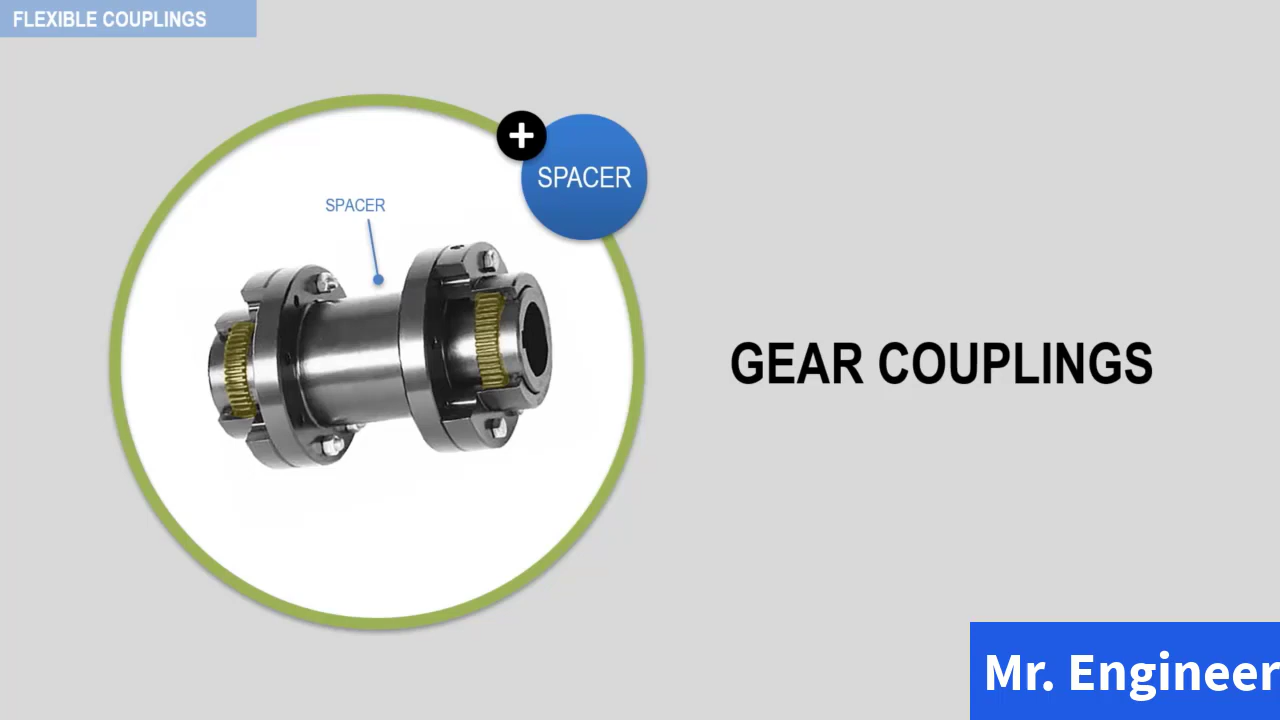 FLEXIBLE COUPLINGS
+
SPACER
SPACER
GEAR COUPLINGS
Mr. Engineer